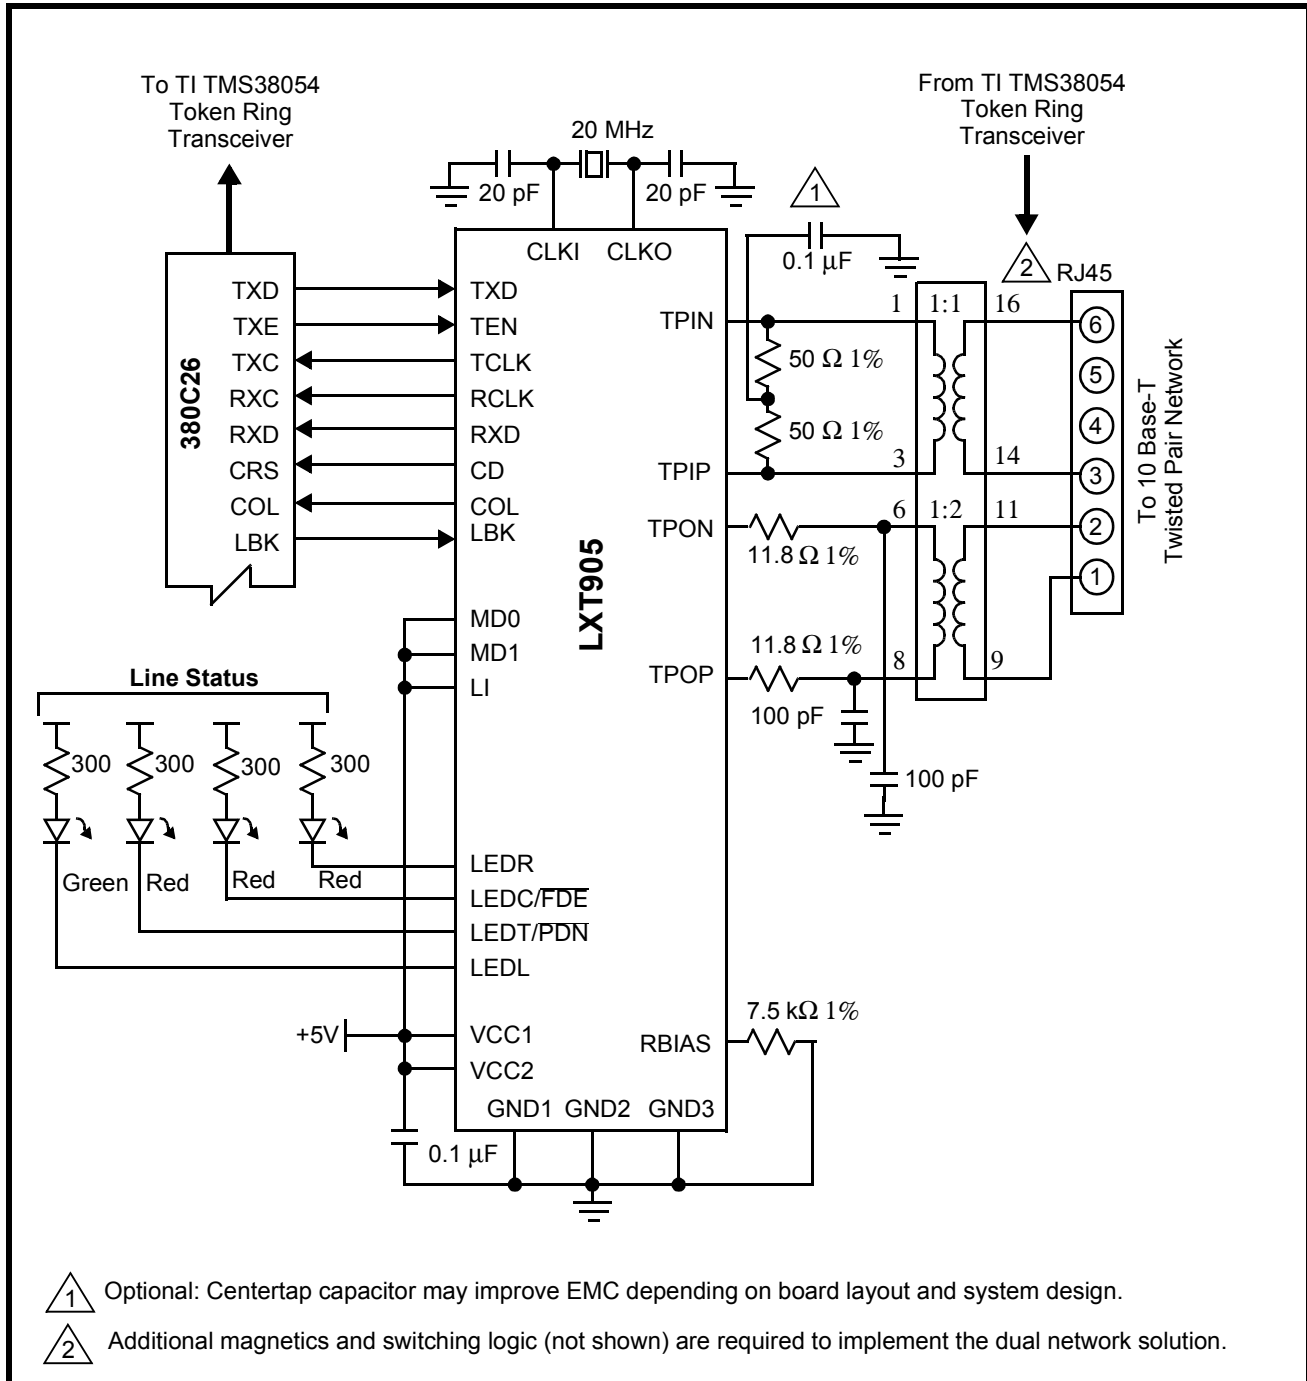 To TI TMS38054
Token Ring
Transceiver
From TI TMS38054
Token Ring
Transceiver
20 MHz
20 pF
20 pF
1
0.1 μF
2
RJ45
CLKI
CLKO
380C26
TXD
TXE
TXC
RXC
RXD
CRS
COL
LBK
TXD
TEN
TCLK
RCLK
RXD
CD
COL
LBK
MD0
MD1
LI
LXT905
TPIN
TPIP
TPON
TPOP
50 Ω 1%
50 Ω 1%
11.8 Ω 1%
11.8 Ω 1%
100 pF
100 pF
1
1:1
16
3
14
6
1:2
11
8
9
6
5
4
3
2
1
To 10 Base-T
Twisted Pair Network
Line Status
300
300
300
300
Green
Red
Red
Red
LEDR
LEDC/F̅D̅E̅
LEDT/P̅D̅N̅
LEDL
+5V
VCC1
VCC2
RBIAS
7.5 kΩ 1%
GND1
GND2
GND3
0.1 μF
1 Optional: Centertap capacitor may improve EMC depending on board layout and system design.
2 Additional magnetics and switching logic (not shown) are required to implement the dual network solution.